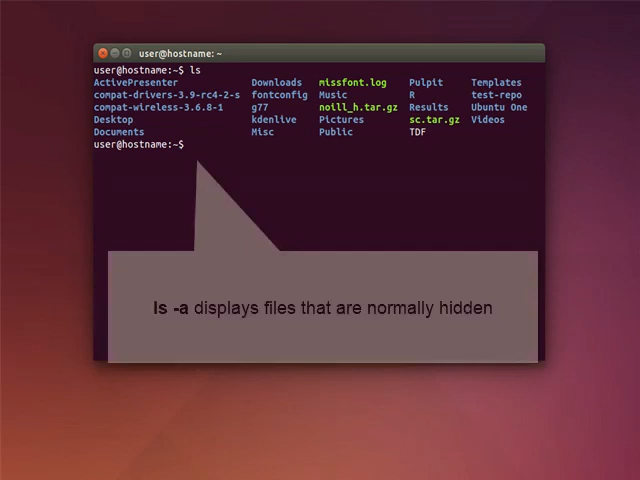 user@hostname: ~
user@hostname:~$ ls
ActivePresenter Downloads missfont.log Pulpit Templates
compat-drivers-3.9-rc4-2-s fontconfig Music R test-repo
compat-wireless-3.6.8-1 g77 noill_h.tar.gz Results Ubuntu One
Desktop kdenlive Pictures sc.tar.gz Videos
Documents Misc Public TDF
user@hostname:~$
ls -a displays files that are normally hidden